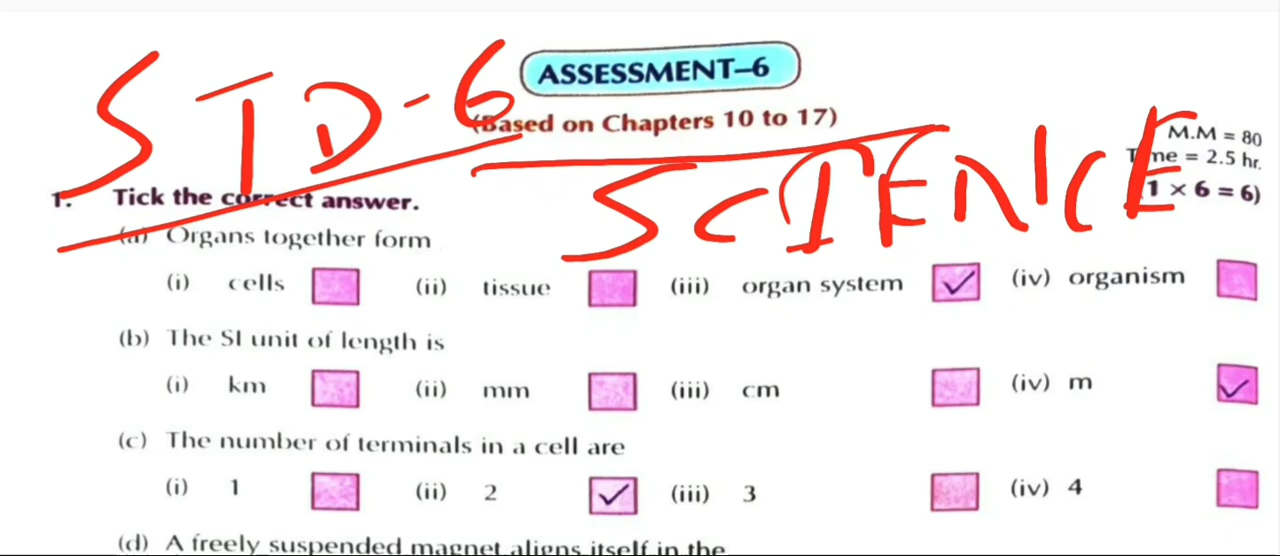 STD-6
ASSESSMENT–6
(Based on Chapters 10 to 17)
SCIENCE
M.M = 80
Time = 2.5 hr.
1. Tick the correct answer. (1 × 6 = 6)
(a) Organs together form
(i) cells (ii) tissue (iii) organ system (iv) organism
(b) The SI unit of length is
(i) km (ii) mm (iii) cm (iv) m
(c) The number of terminals in a cell are
(i) 1 (ii) 2 (iii) 3 (iv) 4
(d) A freely suspended magnet aligns itself in the